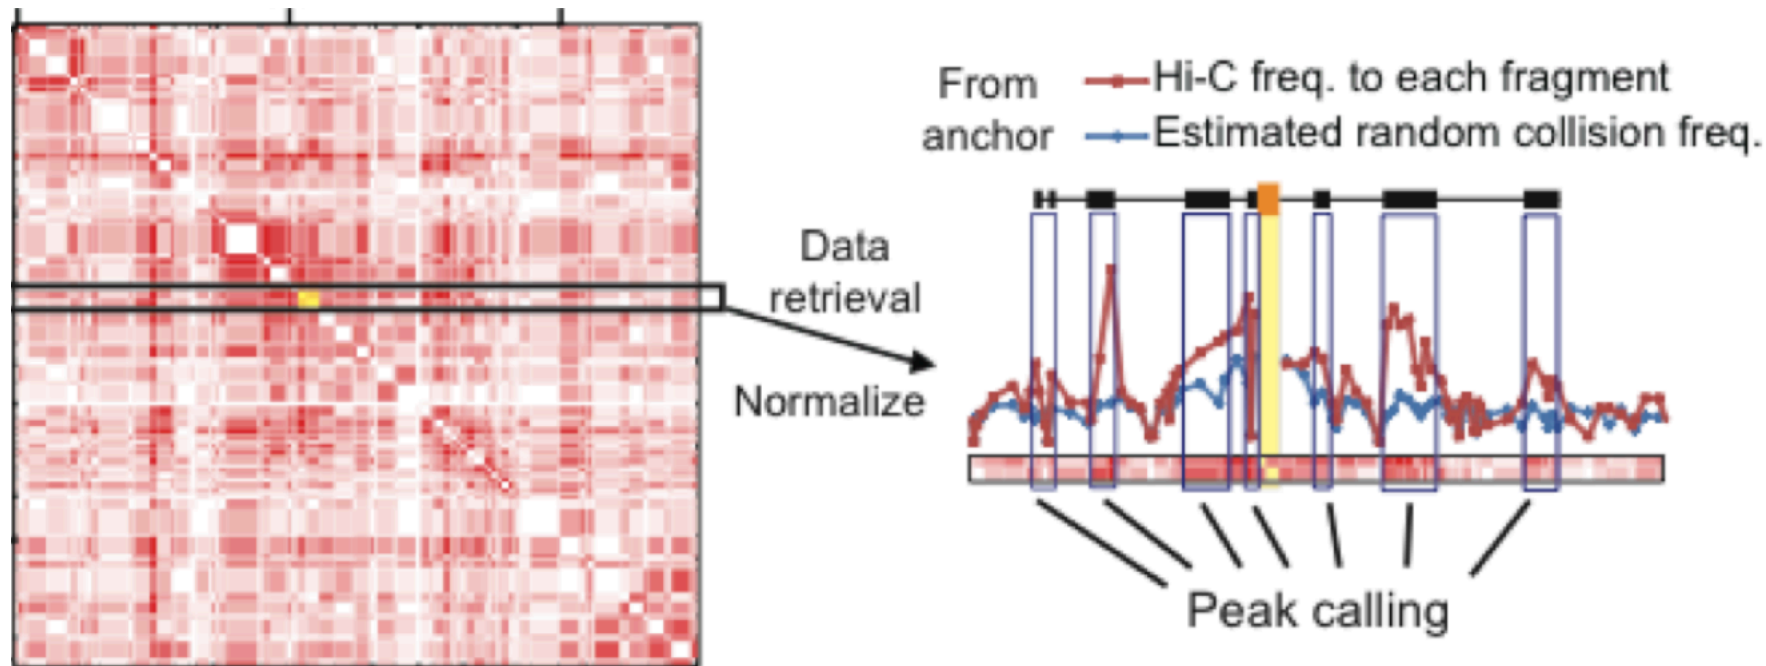 From
anchor
Hi-C freq. to each fragment
Estimated random collision freq.
Data
retrieval
Normalize
Peak calling